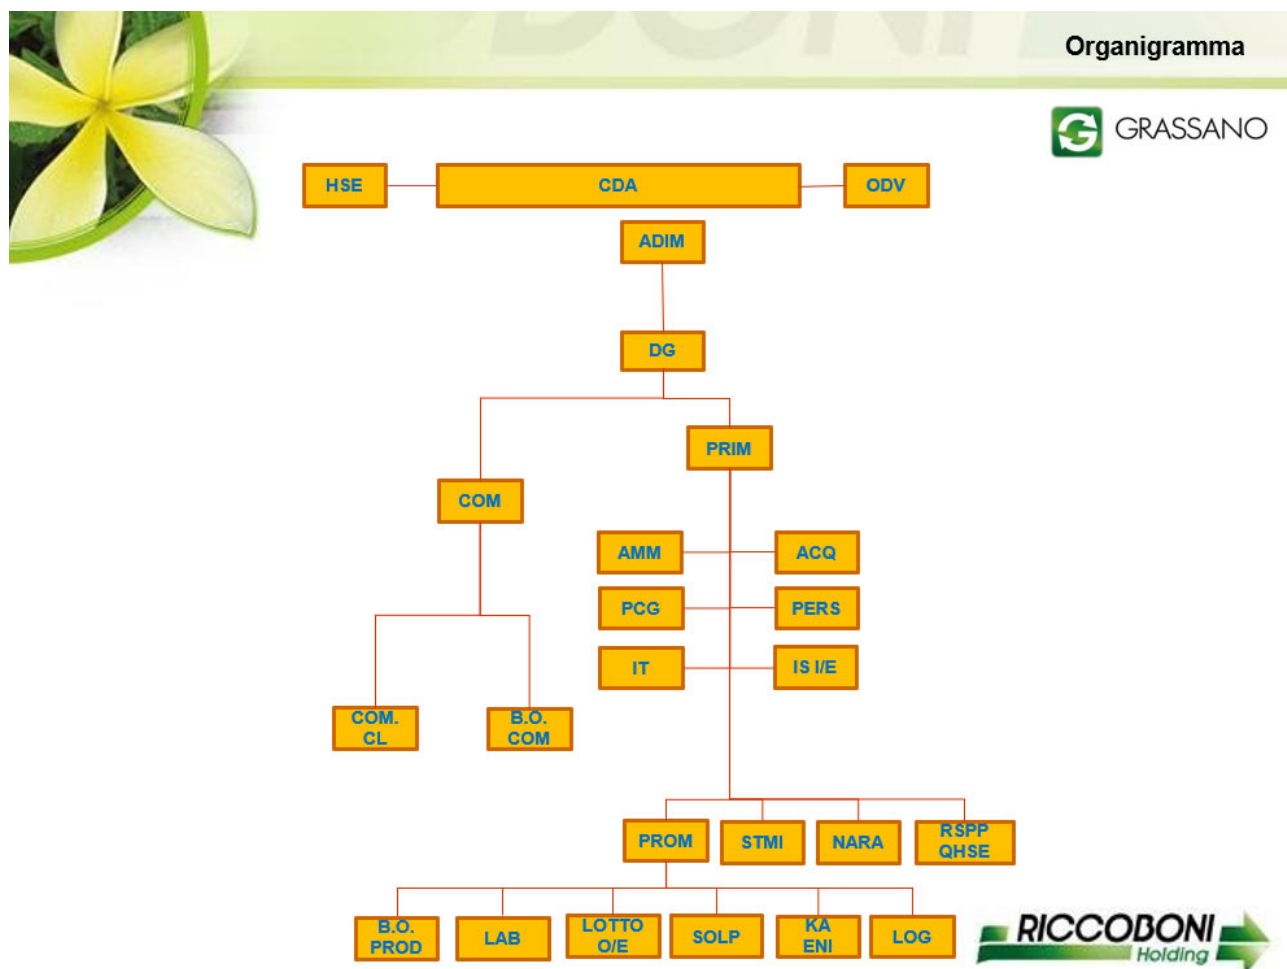 Organigramma
GRASSANO
HSE
CDA
ODV
ADIM
DG
PRIM
COM
AMM
ACQ
PCG
PERS
IT
IS I/E
COM.
CL
B.O.
COM
PROM
STMI
NARA
RSPP
QHSE
B.O.
PROD
LAB
LOTTO
O/E
SOLP
KA
ENI
LOG
RICCOBONI
Holding